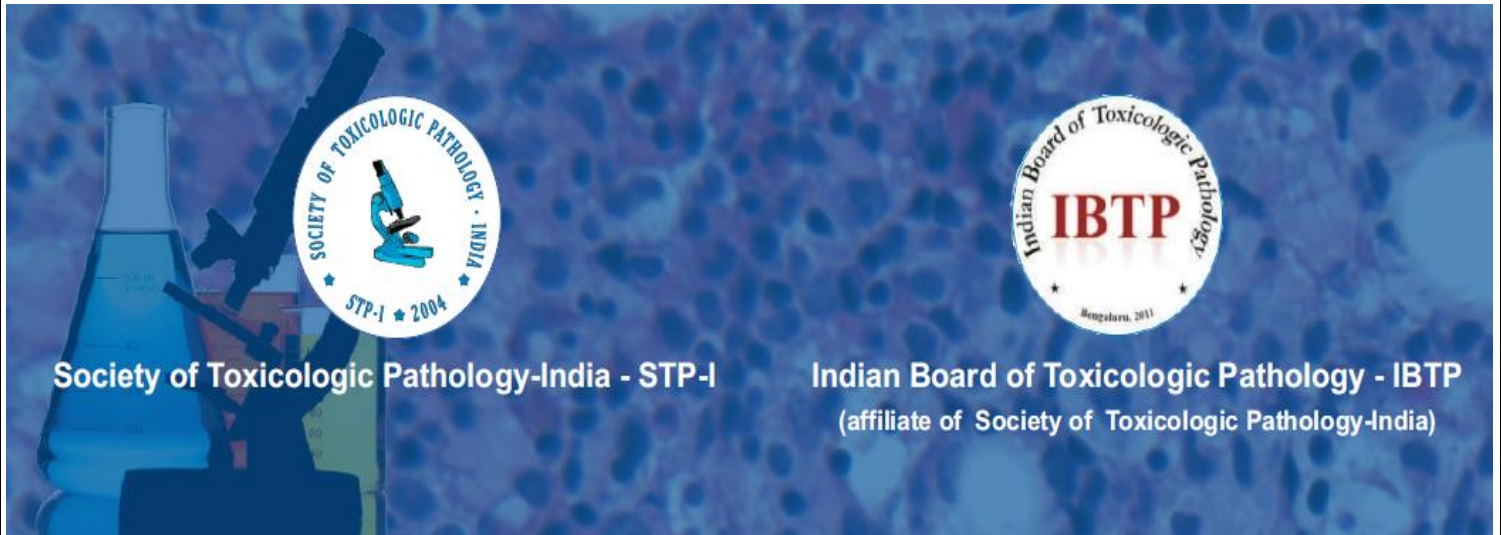 SOCIETY OF TOXICOLOGIC PATHOLOGY · INDIA
STP-I ★ 2004
Society of Toxicologic Pathology-India - STP-I
Indian Board of Toxicologic Pathology
IBTP
Bengaluru, 2011
Indian Board of Toxicologic Pathology - IBTP
(affiliate of Society of Toxicologic Pathology-India)